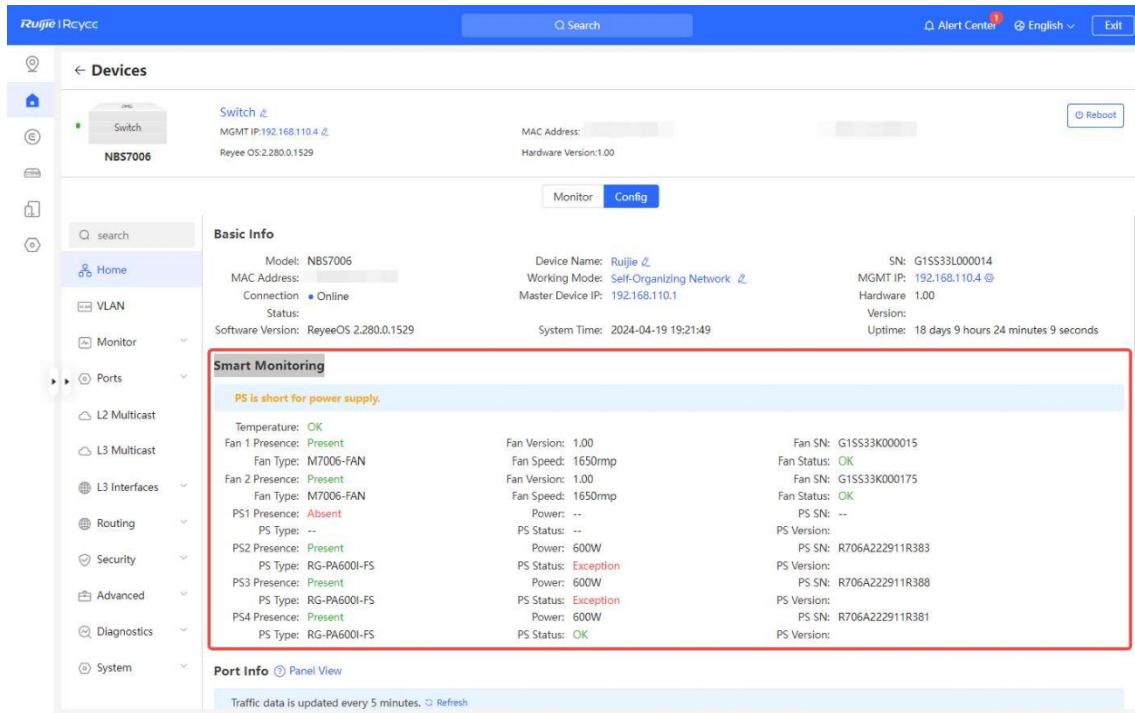 Ruijie | Rcycc
Search
Alert Center 1
English
Exit
← Devices
Switch
NBS7006
Switch
MGMT IP:192.168.110.4
MAC Address:
Reboot
Reyee OS:2.280.0.1529
Hardware Version:1.00
Monitor
Config
search
Home
VLAN
Monitor
Ports
L2 Multicast
L3 Multicast
L3 Interfaces
Routing
Security
Advanced
Diagnostics
System
Basic Info
Model: NBS7006 Device Name: Ruijie SN: G1SS33L000014
MAC Address: Working Mode: Self-Organizing Network MGMT IP: 192.168.110.4
Connection Status: Online Master Device IP: 192.168.110.1 Hardware Version: 1.00
Software Version: ReyeeOS 2.280.0.1529 System Time: 2024-04-19 19:21:49 Uptime: 18 days 9 hours 24 minutes 9 seconds
Smart Monitoring
PS is short for power supply.
Temperature: OK
Fan 1 Presence: Present Fan Version: 1.00 Fan SN: G1SS33K000015
Fan Type: M7006-FAN Fan Speed: 1650rmp Fan Status: OK
Fan 2 Presence: Present Fan Version: 1.00 Fan SN: G1SS33K000175
Fan Type: M7006-FAN Fan Speed: 1650rmp Fan Status: OK
PS1 Presence: Absent Power: -- PS SN: --
PS Type: -- PS Status: -- PS Version:
PS2 Presence: Present Power: 600W PS SN: R706A222911R383
PS Type: RG-PA600I-FS PS Status: Exception PS Version:
PS3 Presence: Present Power: 600W PS SN: R706A222911R388
PS Type: RG-PA600I-FS PS Status: Exception PS Version:
PS4 Presence: Present Power: 600W PS SN: R706A222911R381
PS Type: RG-PA600I-FS PS Status: OK PS Version:
Port Info Panel View
Traffic data is updated every 5 minutes. Refresh